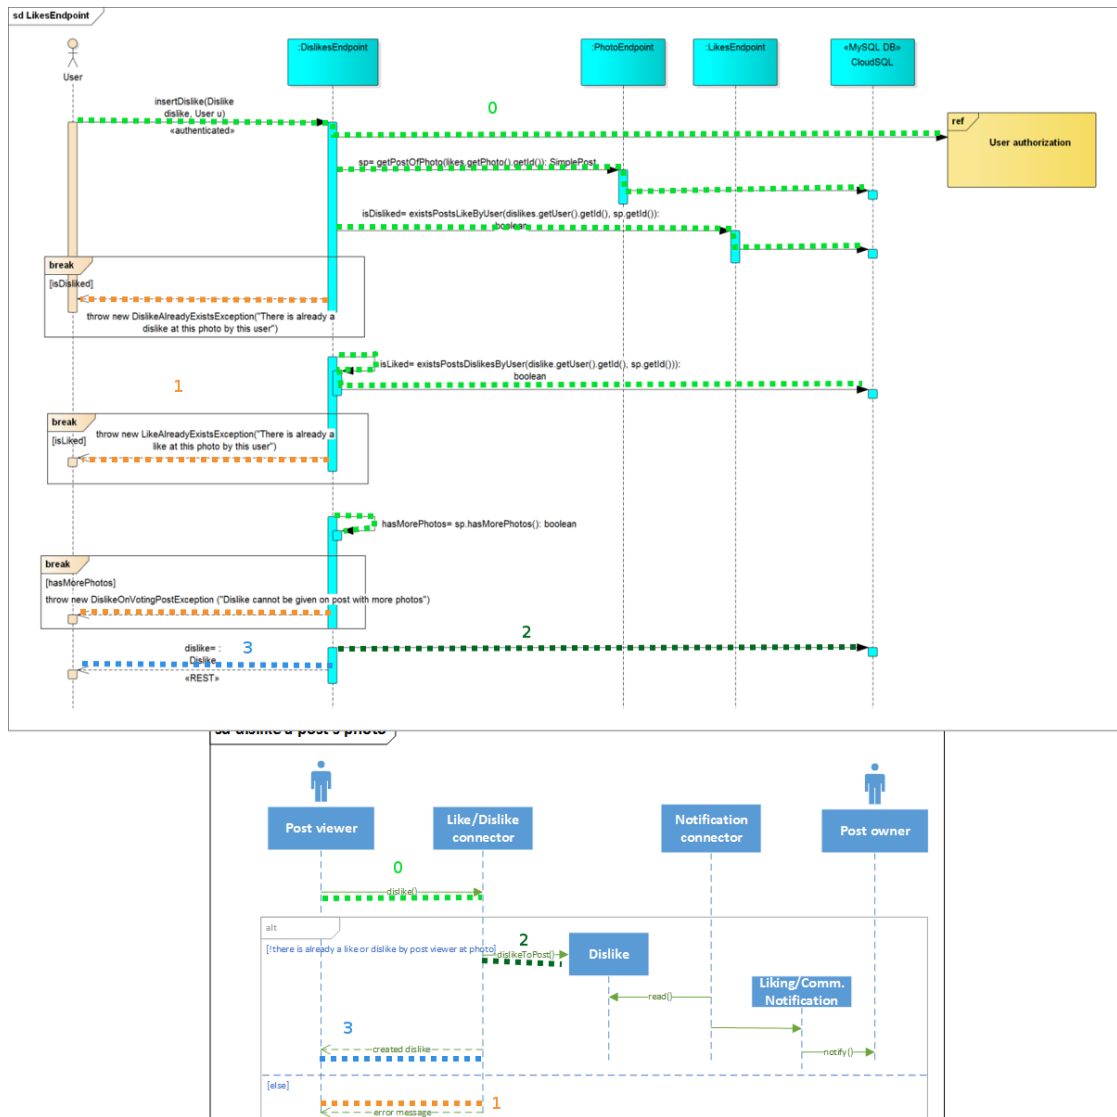 sd LikesEndpoint
User
:DislikesEndpoint
:PhotoEndpoint
:LikesEndpoint
«MySQL DB»
CloudSQL
insertDislike(Dislike
dislike, User u)
«authenticated»
0
ref
User authorization
sp= getPostOfPhoto(likes.getPhoto().getId()): SimplePost
isDisliked= existsPostsLikeByUser(dislikes.getUser().getId(), sp.getId()):
boolean
break
[isDisliked]
throw new DislikeAlreadyExistsException("There is already a
dislike at this photo by this user")
isLiked= existsPostsDislikesByUser(dislike.getUser().getId(), sp.getId())):
boolean
1
break
[isLiked]
throw new LikeAlreadyExistsException("There is already a
like at this photo by this user")
hasMorePhotos= sp.hasMorePhotos(): boolean
break
[hasMorePhotos]
throw new DislikeOnVotingPostException ("Dislike cannot be given on post with more photos")
2
dislike= :
Dislike
3
«REST»
sd dislike a post's photo
Post viewer
Like/Dislike
connector
Notification
connector
Post owner
0
dislike()
alt
[!there is already a like or dislike by post viewer at photo]
2
dislikeToPost()
Dislike
read()
Liking/Comm.
Notification
3
created dislike
notify()
[else]
1
error message